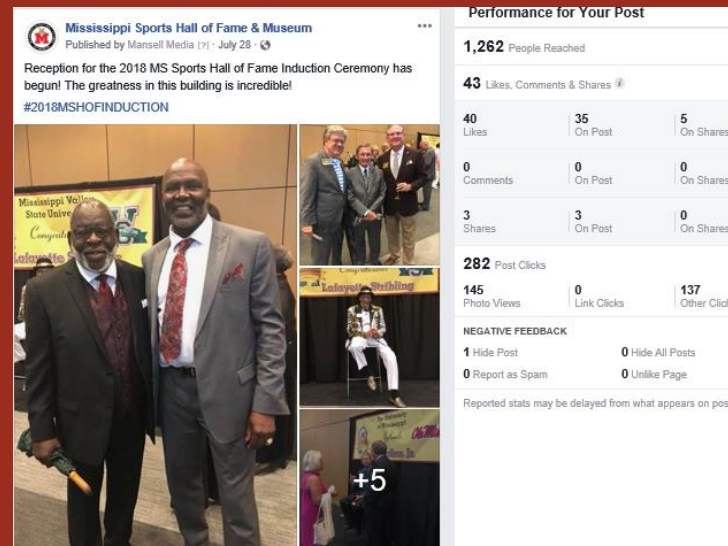 Mississippi Sports Hall of Fame & Museum
Published by Mansell Media [?] · July 28 ·
Reception for the 2018 MS Sports Hall of Fame Induction Ceremony has
begun! The greatness in this building is incredible!
#2018MSHOFINDUCTION
Mississippi Valley
State
Lafayette
Lafayette Stribling
+5
Performance for Your Post
1,262 People Reached
43 Likes, Comments & Shares
40 35 5
Likes On Post On Shares
0 0 0
Comments On Post On Shares
3 3 0
Shares On Post On Shares
282 Post Clicks
145 0 137
Photo Views Link Clicks Other Clic
NEGATIVE FEEDBACK
1 Hide Post 0 Hide All Posts
0 Report as Spam 0 Unlike Page
Reported stats may be delayed from what appears on pos